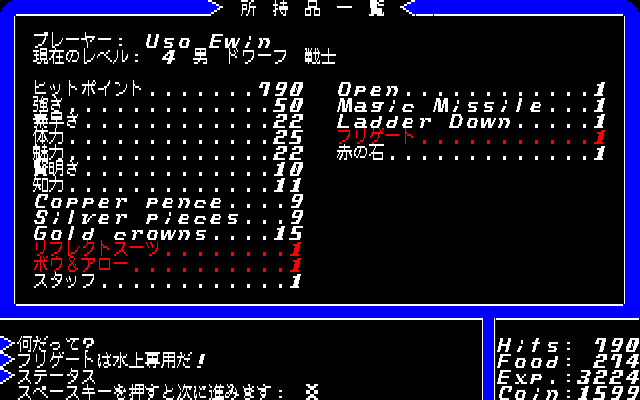 所持品一覧
プレーヤー: Uso Ewin
現在のレベル: 4 男 ドワーフ 戦士
ヒットポイント.......790
強さ.............50
素早さ............22
体力.............25
魅力.............22
賢明さ............10
知力.............11
Copper pence....9
Silver pieces...9
Gold crowns....15
リフレクトスーツ.........1
ボウ&アロー...........1
スタッフ............1
Open............1
Magic Missile...1
Ladder Down.....1
フリゲート...........1
赤の石.............1
何だって?
フリゲートは水上専用だ!
ステータス
スペースキーを押すと次に進みます:
Hits: 790
Food: 274
Exp.:3224
Coin:1599